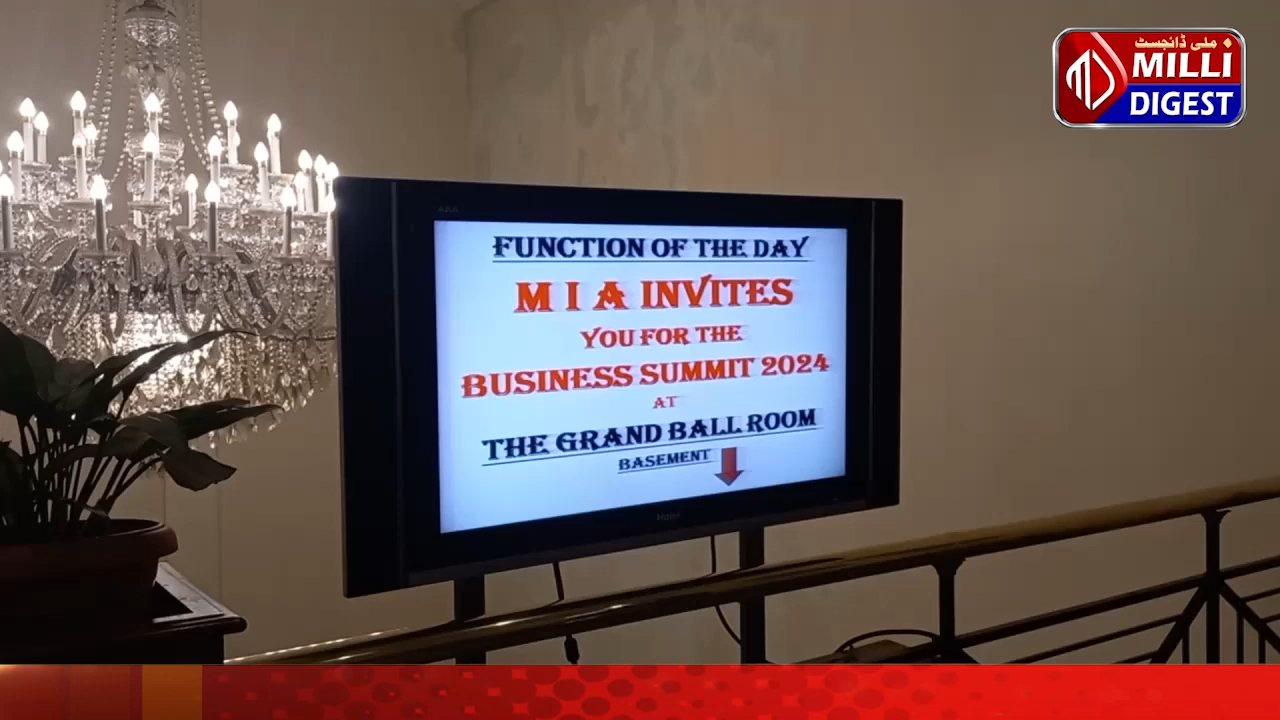 ملی ڈائجسٹ
MILLI
DIGEST
FUNCTION OF THE DAY
M I A INVITES
YOU FOR THE
BUSINESS SUMMIT 2024
AT
THE GRAND BALL ROOM
BASEMENT
Haier